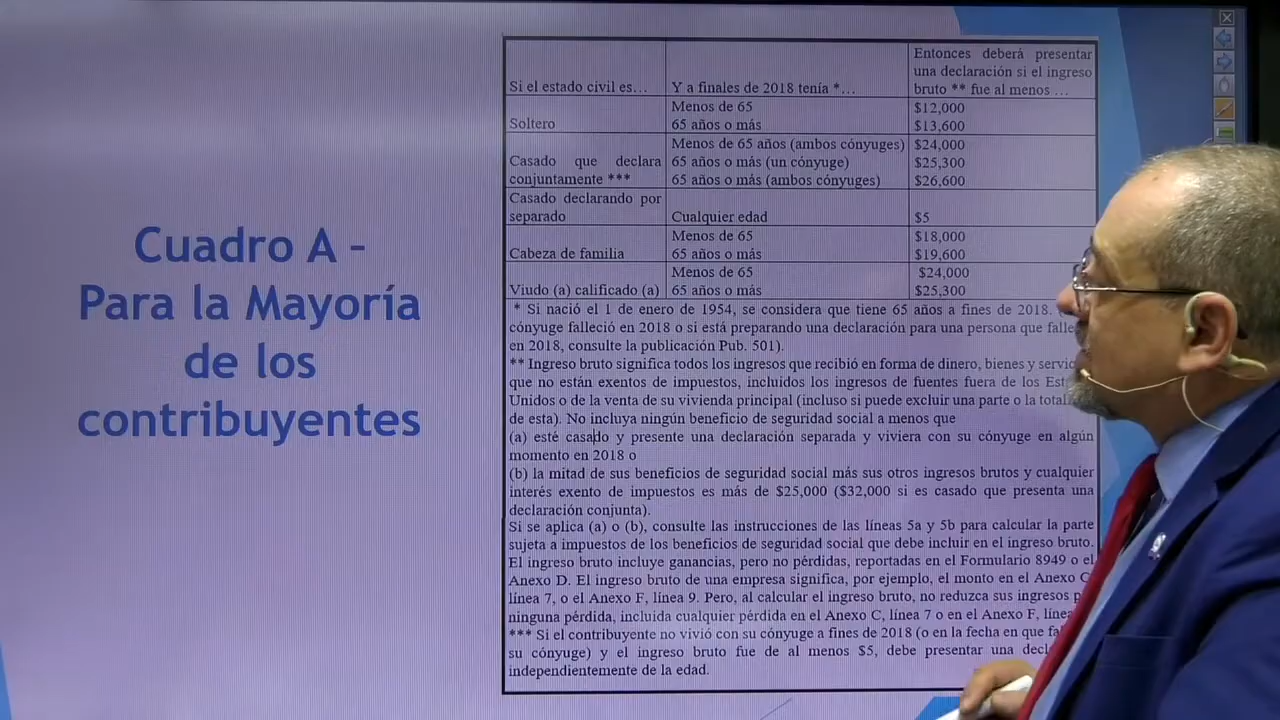 Cuadro A –
Para la Mayoría
de los
contribuyentes
Si el estado civil es…
Y a finales de 2018 tenía *…
Entonces deberá presentar
una declaración si el ingreso
bruto ** fue al menos …
Soltero
Menos de 65
$12,000
65 años o más
$13,600
Casado que declara
conjuntamente ***
Menos de 65 años (ambos cónyuges)
$24,000
65 años o más (un cónyuge)
$25,300
65 años o más (ambos cónyuges)
$26,600
Casado declarando por
separado
Cualquier edad
$5
Cabeza de familia
Menos de 65
$18,000
65 años o más
$19,600
Viudo (a) calificado (a)
Menos de 65
$24,000
65 años o más
$25,300
* Si nació el 1 de enero de 1954, se considera que tiene 65 años a fines de 2018.
cónyuge falleció en 2018 o si está preparando una declaración para una persona que
en 2018, consulte la publicación Pub. 501).
** Ingreso bruto significa todos los ingresos que recibió en forma de dinero, bienes y
que no están exentos de impuestos, incluidos los ingresos de fuentes fuera de los
Unidos o de la venta de su vivienda principal (incluso si puede excluir una parte o la
de esta). No incluya ningún beneficio de seguridad social a menos que
(a) esté casado y presente una declaración separada y viviera con su cónyuge en algún
momento en 2018 o
(b) la mitad de sus beneficios de seguridad social más sus otros ingresos brutos y cualquier
interés exento de impuestos es más de $25,000 ($32,000 si es casado que presenta una
declaración conjunta).
Si se aplica (a) o (b), consulte las instrucciones de las líneas 5a y 5b para calcular la parte
sujeta a impuestos de los beneficios de seguridad social que debe incluir en el ingreso bruto.
El ingreso bruto incluye ganancias, pero no pérdidas, reportadas en el Formulario 8949 o el
Anexo D. El ingreso bruto de una empresa significa, por ejemplo, el monto en el Anexo C
línea 7, o el Anexo F, línea 9. Pero, al calcular el ingreso bruto, no reduzca sus ingresos
ninguna pérdida, incluida cualquier pérdida en el Anexo C, línea 7 o en el Anexo F,
*** Si el contribuyente no vivió con su cónyuge a fines de 2018 (o en la fecha en que
su cónyuge) y el ingreso bruto fue de al menos $5, debe presentar una
independientemente de la edad.